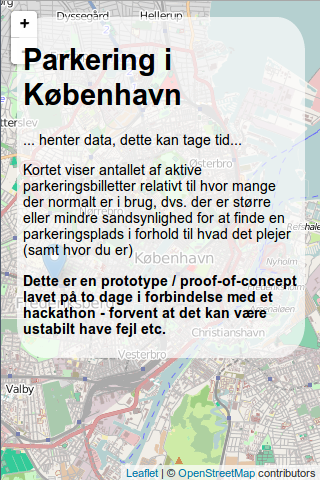 Dyssegård
Hellerup
+
Parkering i
København
... henter data, dette kan tage tid...
Østerbro
Kortet viser antallet af aktive
parkeringsbilletter relativt til hvor mange
der normalt er i brug, dvs. der er større
eller mindre sandsynlighed for at finde en
parkeringsplads i forhold til hvad det plejer
(samt hvor du er)
København
Nyholm
Dette er en prototype / proof-of-concept
lavet på to dage i forbindelse med et
hackathon - forvent at det kan være
ustabilt have fejl etc.
Frederiksberg
Christianshavn
Vesterbro
Valby
Leaflet | © OpenStreetMap contributors